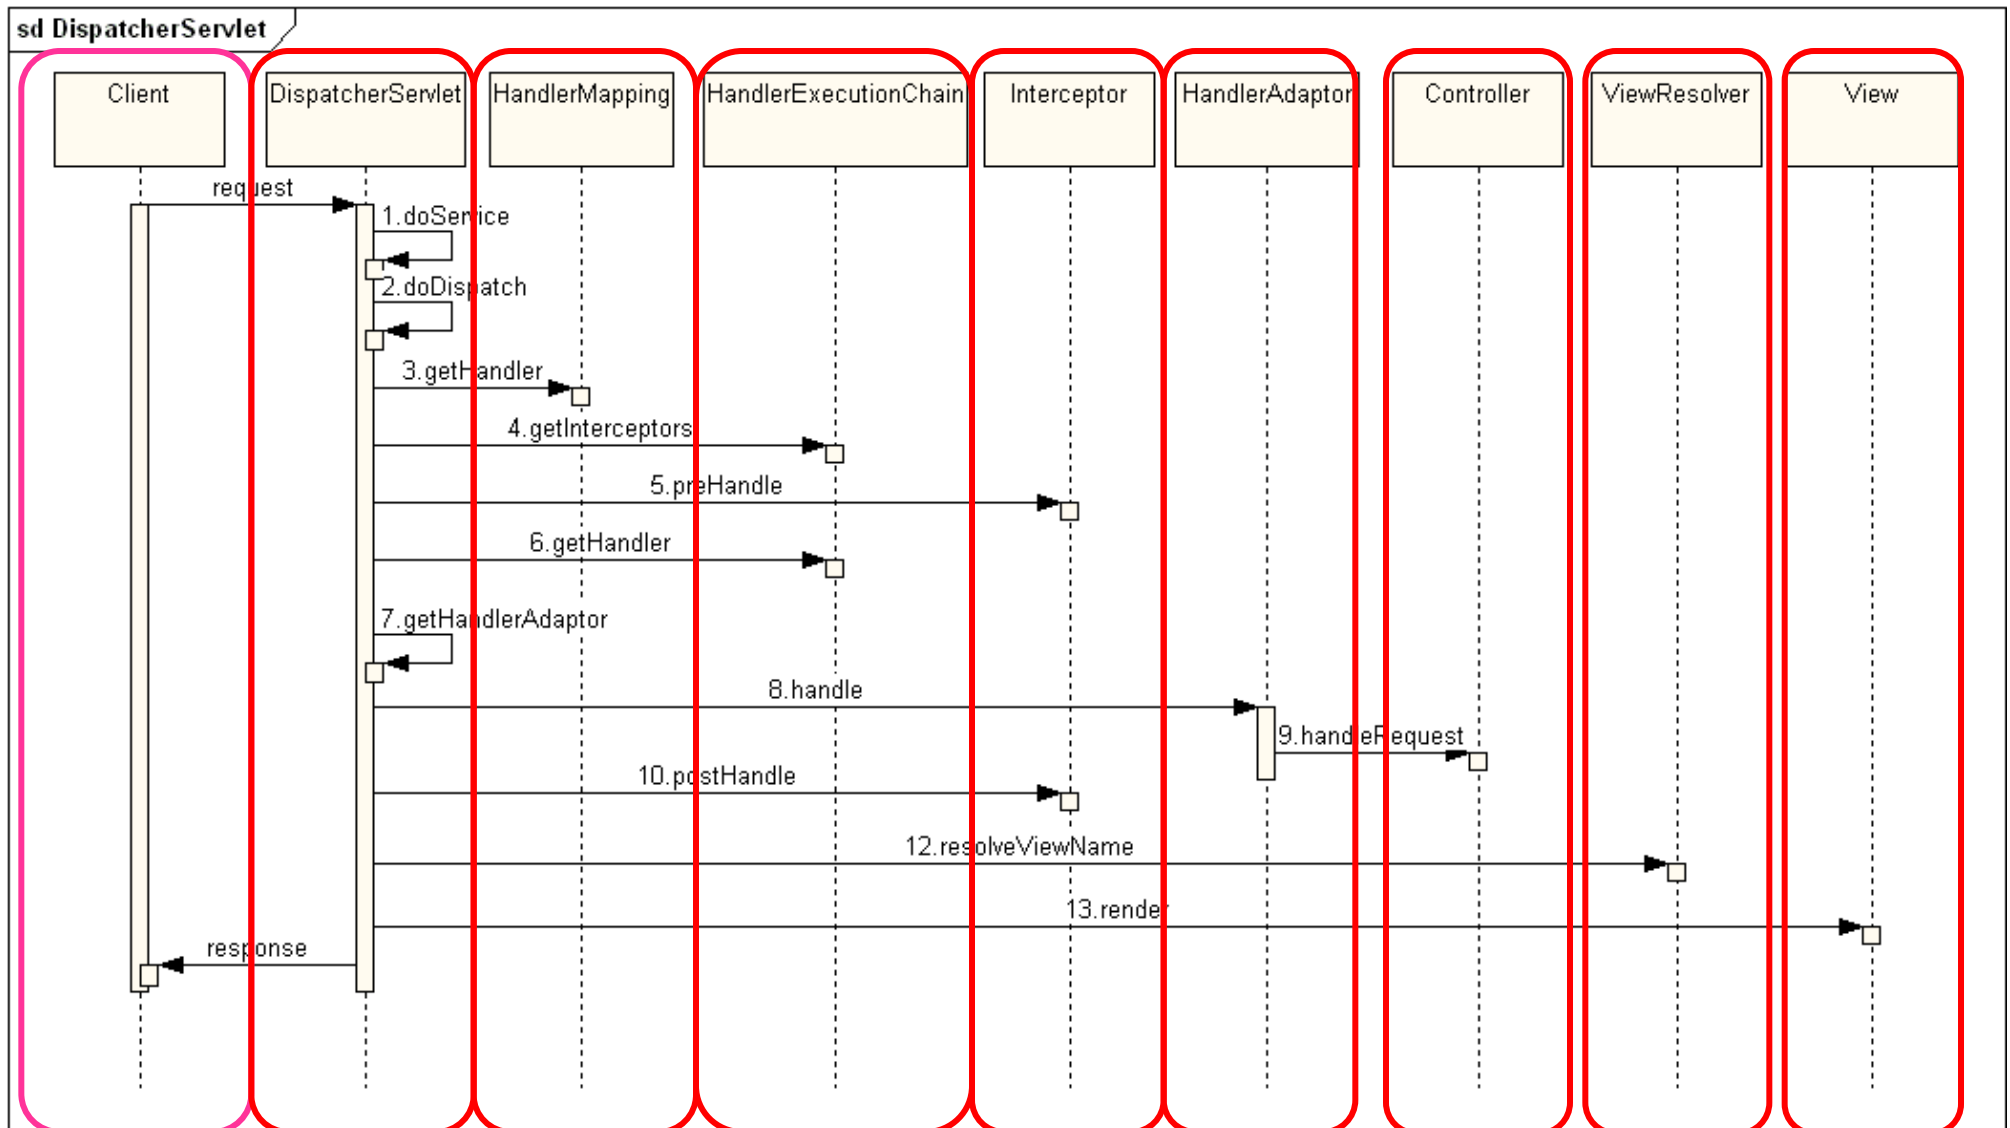 sd DispatcherServlet
Client
DispatcherServlet
HandlerMapping
HandlerExecutionChain
Interceptor
HandlerAdaptor
Controller
ViewResolver
View
request
1.doService
2.doDispatch
3.getHandler
4.getInterceptors
5.preHandle
6.getHandler
7.getHandlerAdaptor
8.handle
9.handleRequest
10.postHandle
12.resolveViewName
13.render
response